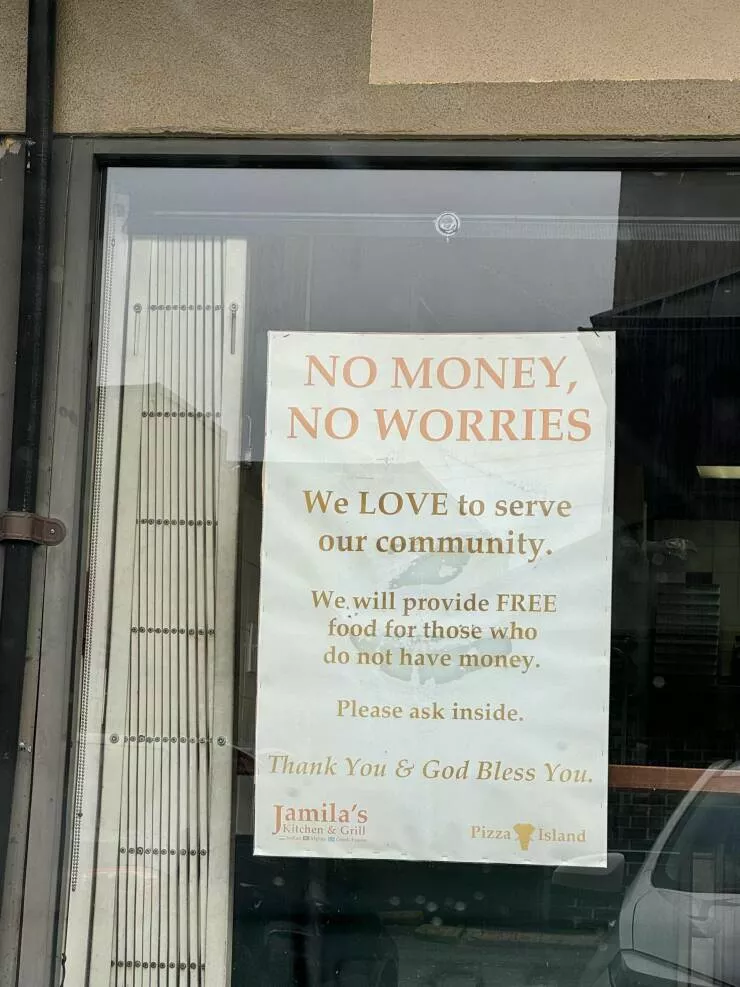 NO MONEY,
NO WORRIES
We LOVE to serve
our community.
We will provide FREE
food for those who
do not have money.
Please ask inside.
Thank You & God Bless You.
Jamila's
Kitchen & Grill
Pizza Island